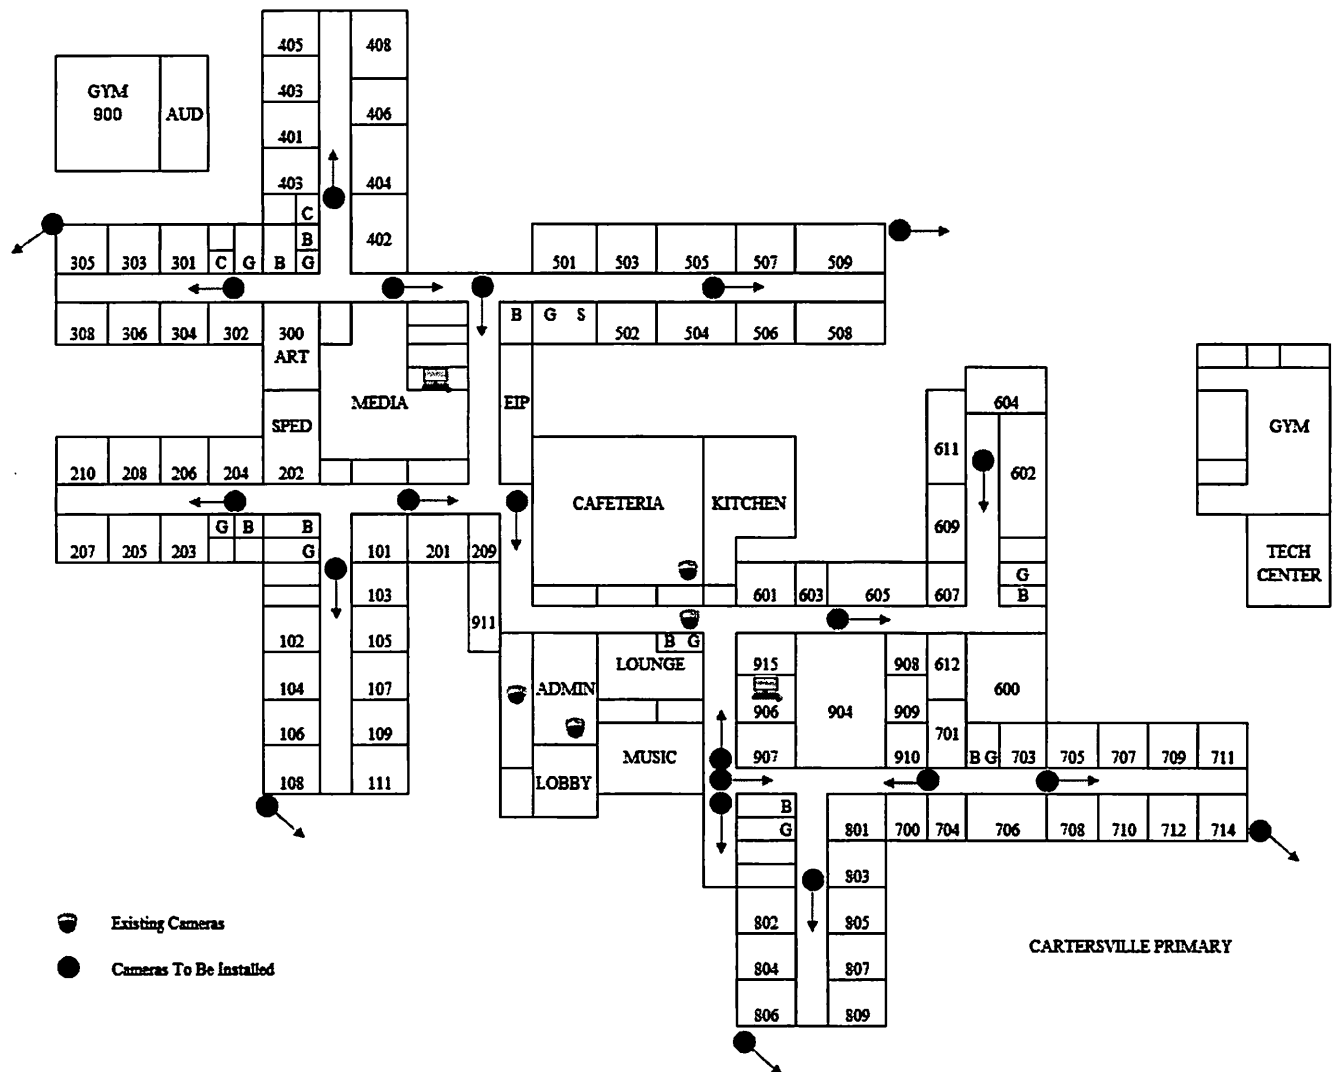 405 408
GYM
900
AUD
403
406
401
403 404
C
B
402
305 303 301 C G B G
501 503 505 507 509
308 306 304 302 300
ART
B G S 502 504 506 508
MEDIA
EIP
604
SPED
611
602
GYM
210 208 206 204 202
CAFETERIA KITCHEN
609
G B B
207 205 203 G
101 201 209
TECH
CENTER
G
B
103
601 603 605 607
911
102 105
B G
LOUNGE
915 908 612
600
104 107
ADMIN
906 904 909
106 109
701
MUSIC
907 910 B G 703 705 707 709 711
108 111
LOBBY
B
G
801 700 704 706 708 710 712 714
803
802 805
Existing Cameras
CARTERSVILLE PRIMARY
804 807
Cameras To Be Installed
806 809